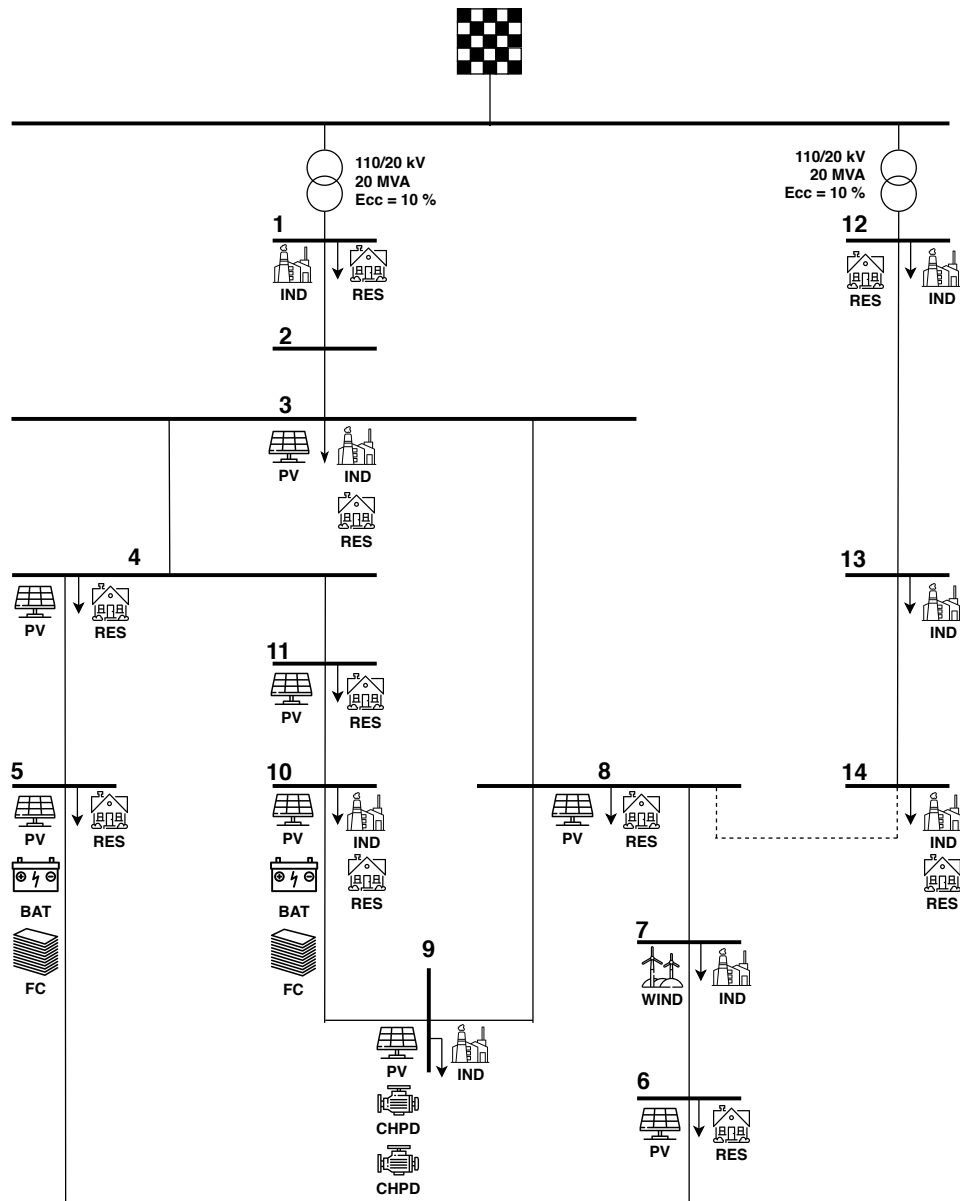 110/20 kV
20 MVA
Ecc = 10 %
110/20 kV
20 MVA
Ecc = 10 %
1
IND
RES
12
RES
IND
2
3
PV
IND
RES
4
PV
RES
13
IND
11
PV
RES
5
PV
RES
BAT
FC
10
PV
IND
BAT
RES
FC
8
PV
RES
14
IND
RES
9
PV
IND
CHPD
CHPD
7
WIND
IND
6
PV
RES